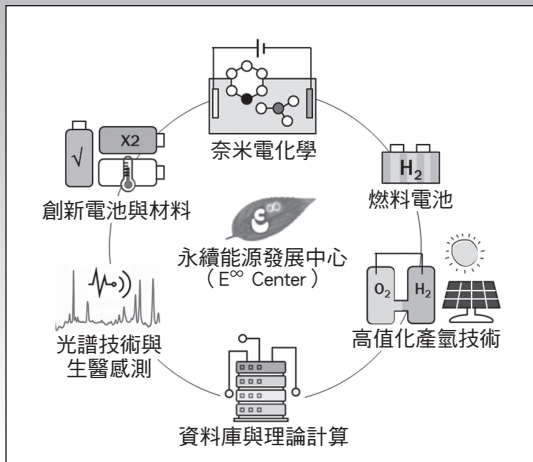 奈米電化學
X2
√
創新電池與材料
H₂
燃料電池
永續能源發展中心
（E∞ Center）
O₂
H₂
高值化產氫技術
光譜技術與
生醫感測
資料庫與理論計算